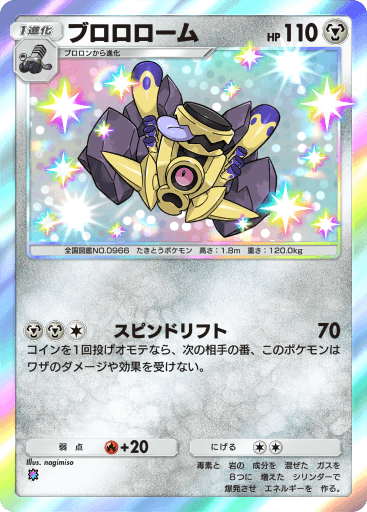 1進化
ブロロローム
HP 110
ブロロンから進化
全国図鑑NO.0966 たきとうポケモン 高さ:1.8m 重さ:120.0kg
スピンドリフト 70
コインを1回投げオモテなら、次の相手の番、このポケモンは
ワザのダメージや効果を受けない。
弱点 +20 にげる
Illus. nagimiso
毒素と 岩の 成分を 混ぜた ガスを
8つに 増えた シリンダーで
爆発させ エネルギーを 作る。